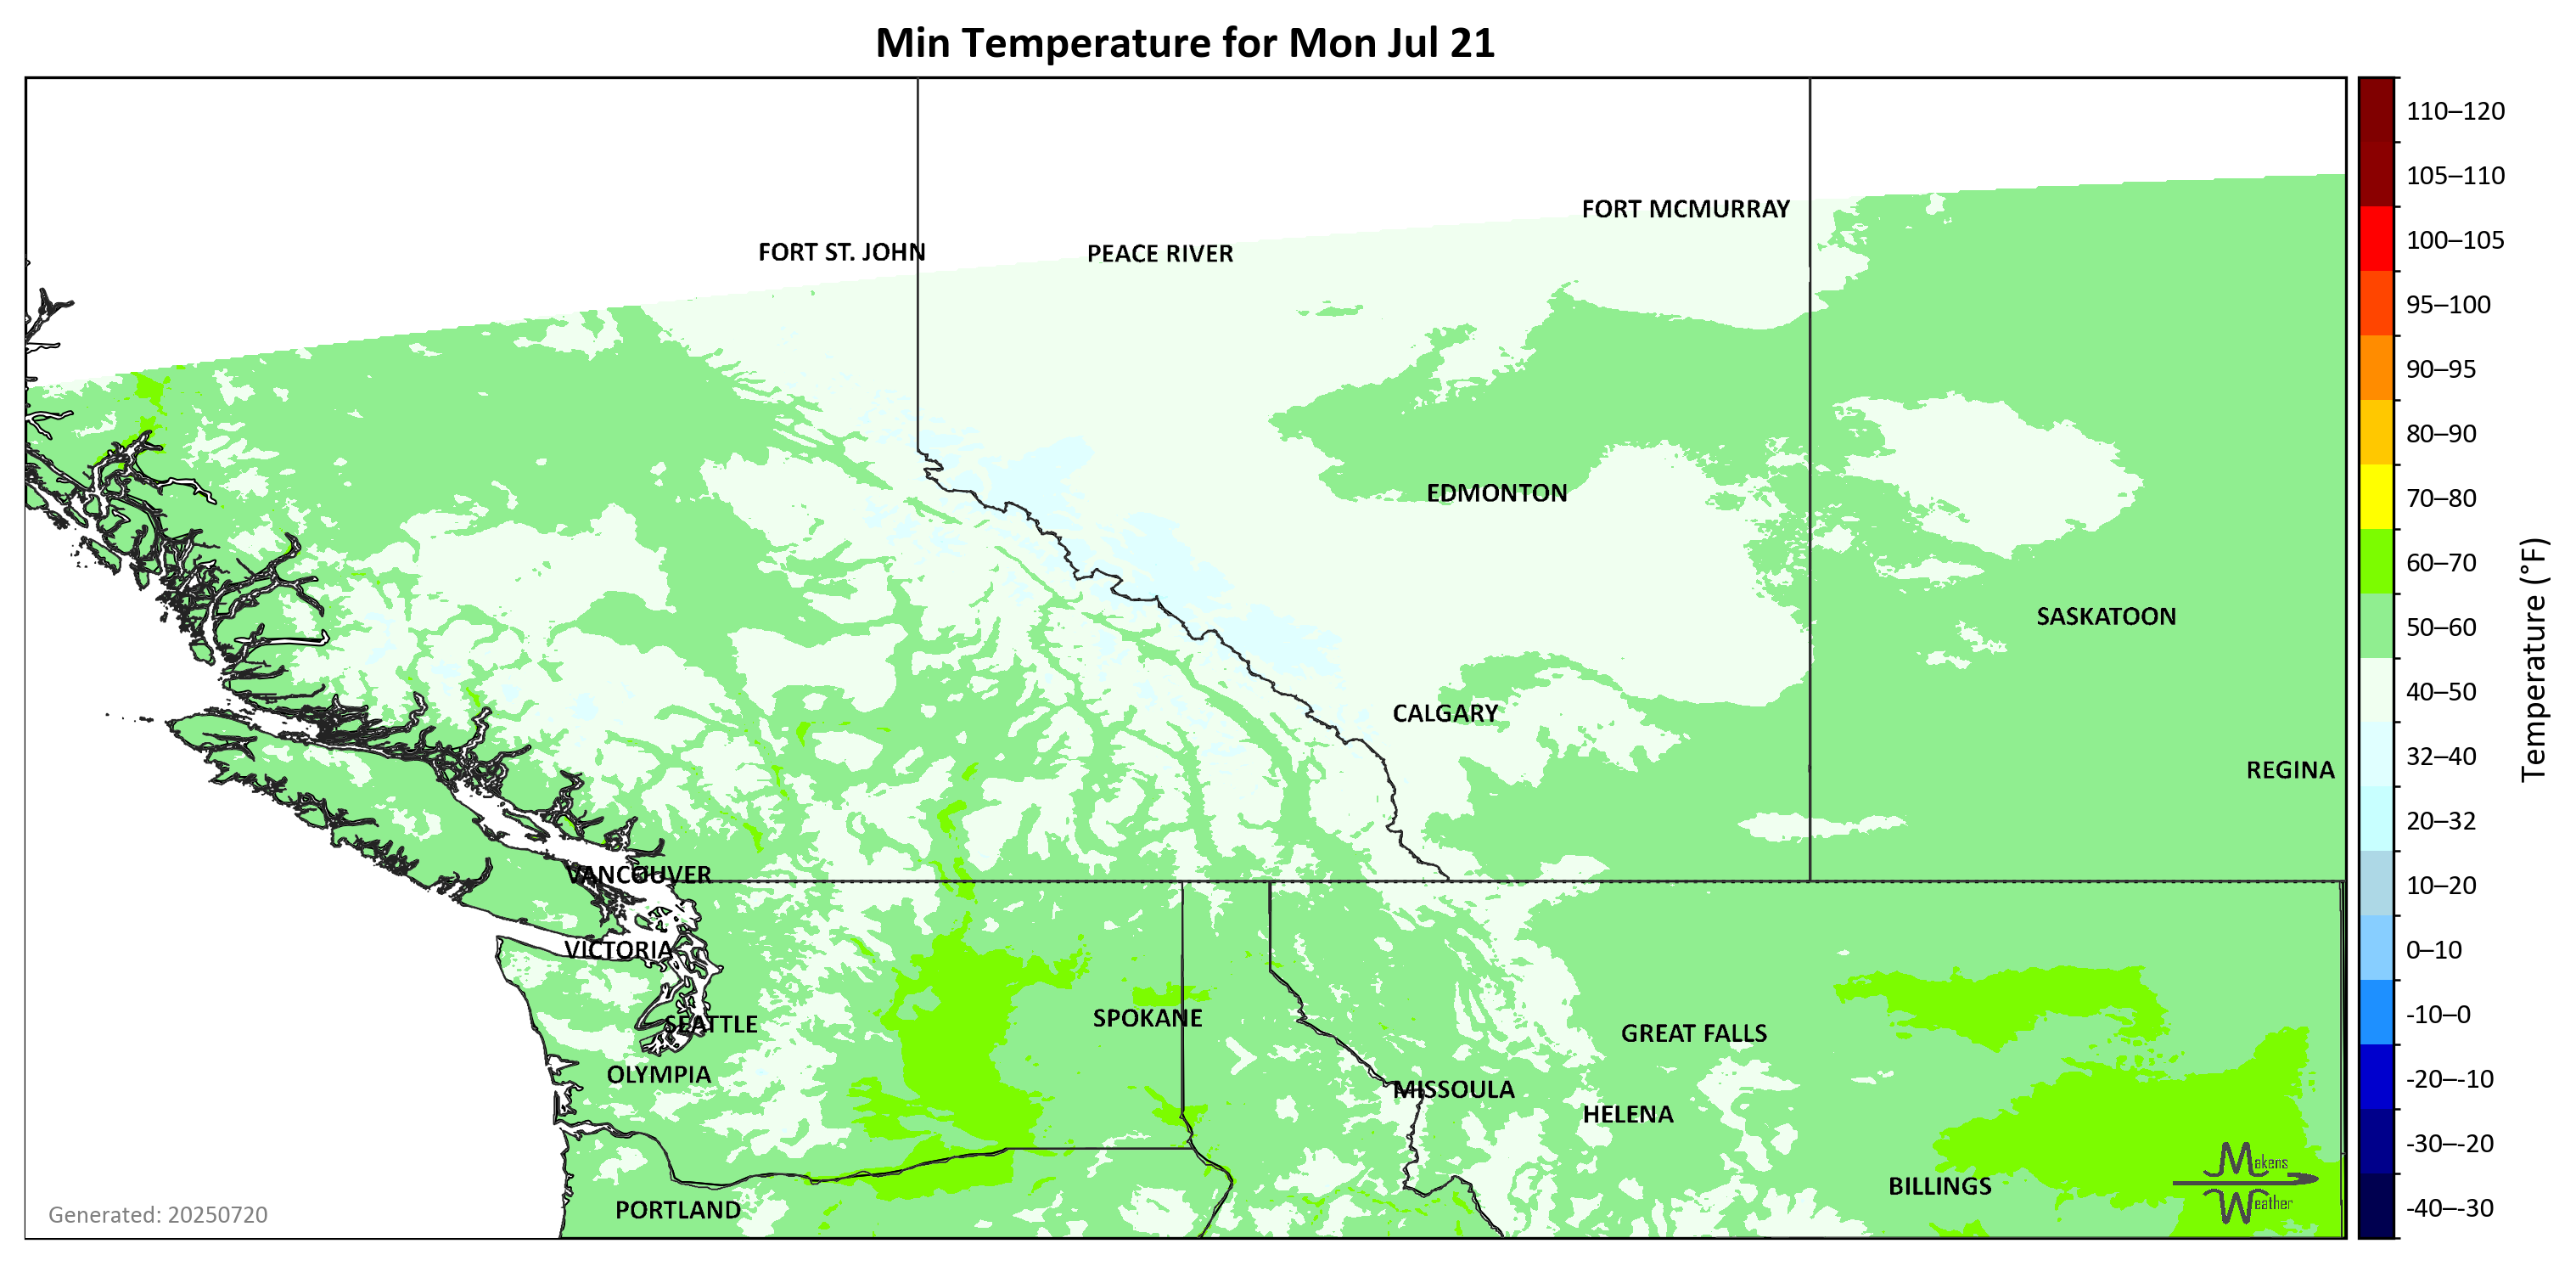 Min Temperature for Mon Jul 21
110–120
105–110
100–105
95–100
90–95
80–90
70–80
60–70
50–60
40–50
32–40
20–32
10–20
0–10
-10–0
-20–-10
-30–-20
-40–-30
Temperature (°F)
FORT MCMURRAY
FORT ST. JOHN
PEACE RIVER
EDMONTON
SASKATOON
CALGARY
REGINA
VANCOUVER
VICTORIA
SEATTLE
SPOKANE
GREAT FALLS
OLYMPIA
MISSOULA
HELENA
BILLINGS
PORTLAND
Makens
Weather
Generated: 20250720